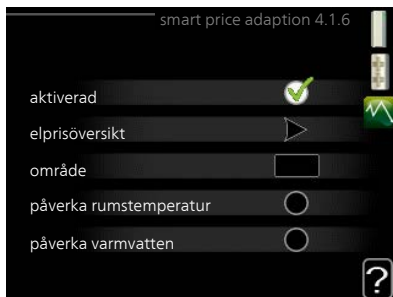 smart price adaption 4.1.6
aktiverad
elprisöversikt
område
påverka rumstemperatur
påverka varmvatten
?